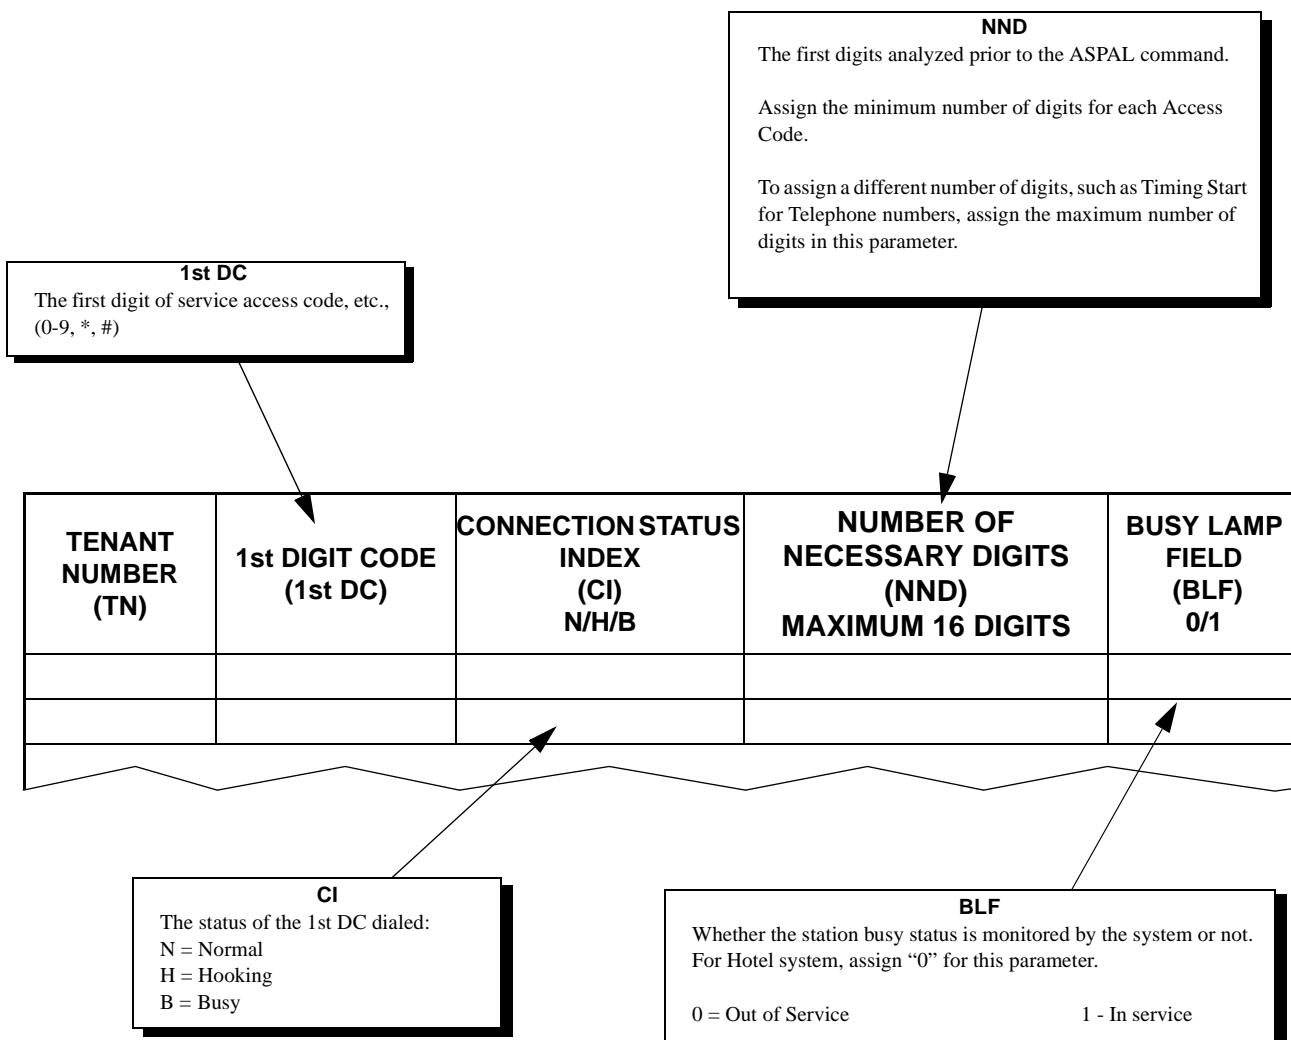 NND
The first digits analyzed prior to the ASPAL command.
Assign the minimum number of digits for each Access
Code.
To assign a different number of digits, such as Timing Start
for Telephone numbers, assign the maximum number of
digits in this parameter.
1st DC
The first digit of service access code, etc.,
(0-9, *, #)
TENANT
NUMBER
(TN)
1st DIGIT CODE
(1st DC)
CONNECTION STATUS
INDEX
(CI)
N/H/B
NUMBER OF
NECESSARY DIGITS
(NND)
MAXIMUM 16 DIGITS
BUSY LAMP
FIELD
(BLF)
0/1
CI
The status of the 1st DC dialed:
N = Normal
H = Hooking
B = Busy
BLF
Whether the station busy status is monitored by the system or not.
For Hotel system, assign “0” for this parameter.
0 = Out of Service 1 - In service